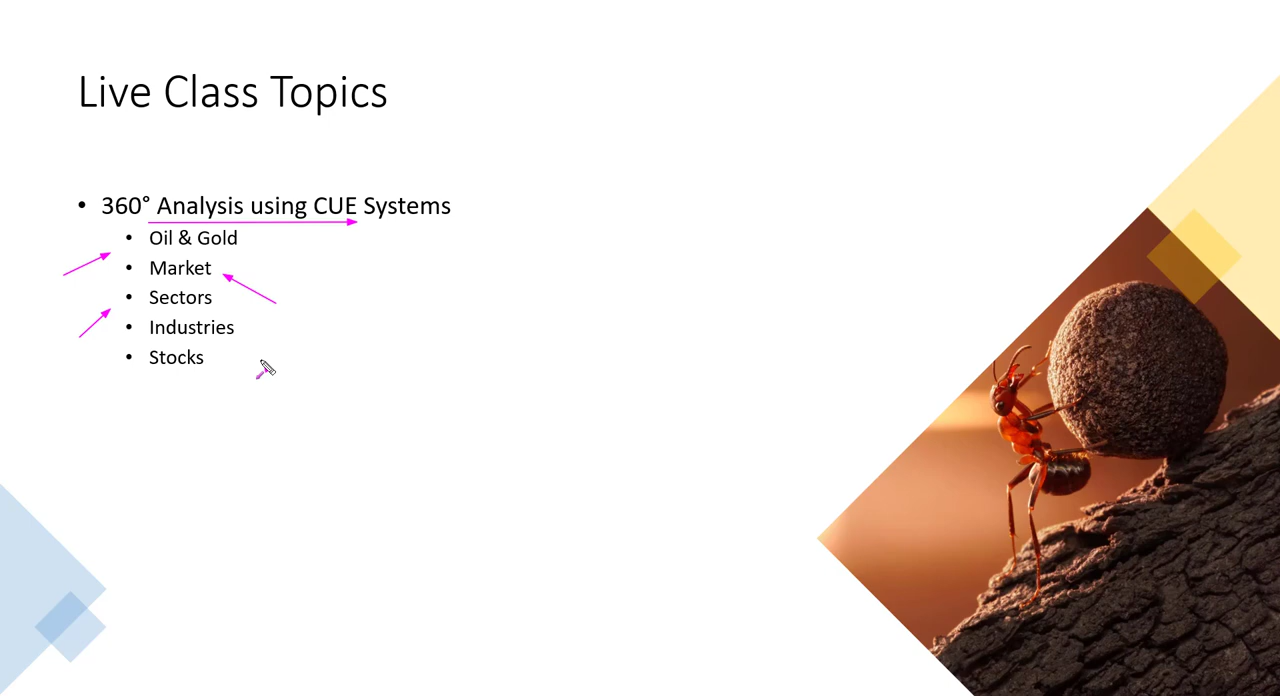 Live Class Topics
• 360° Analysis using CUE Systems
• Oil & Gold
• Market
• Sectors
• Industries
• Stocks